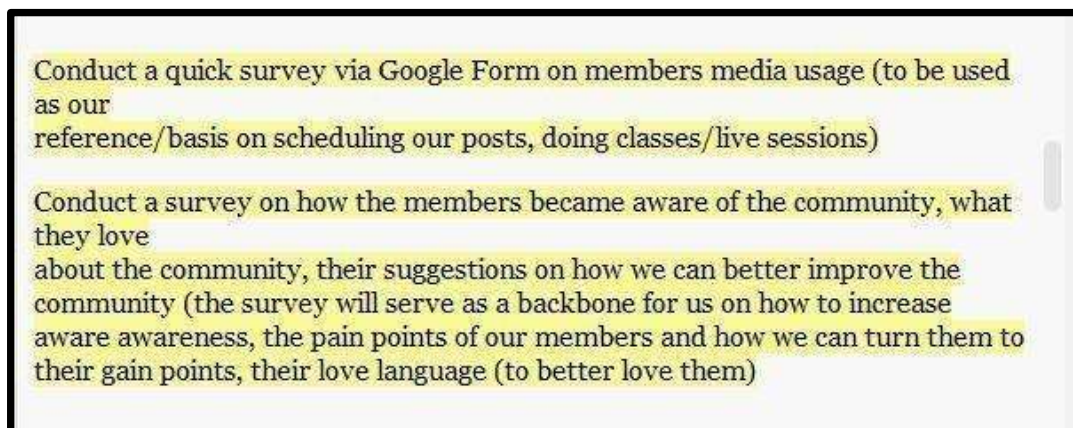 Conduct a quick survey via Google Form on members media usage (to be used
as our
reference/basis on scheduling our posts, doing classes/live sessions)
Conduct a survey on how the members became aware of the community, what
they love
about the community, their suggestions on how we can better improve the
community (the survey will serve as a backbone for us on how to increase
aware awareness, the pain points of our members and how we can turn them to
their gain points, their love language (to better love them)